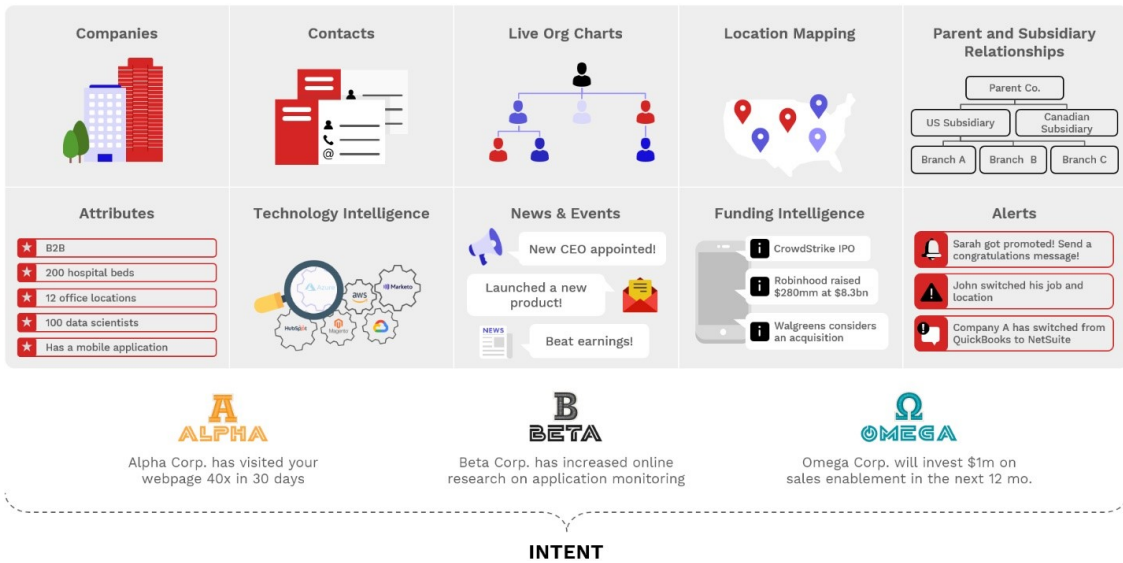 Companies
Contacts
@
Live Org Charts
Location Mapping
Parent and Subsidiary
Relationships
Parent Co.
US Subsidiary
Canadian
Subsidiary
Branch A
Branch B
Branch C
Attributes
B2B
200 hospital beds
12 office locations
100 data scientists
Has a mobile application
Technology Intelligence
Azure
aws
Marketo
HubSpot
Magento
News & Events
New CEO appointed!
Launched a new
product!
NEWS
Beat earnings!
Funding Intelligence
i CrowdStrike IPO
i Robinhood raised
$280mm at $8.3bn
i Walgreens considers
an acquisition
Alerts
Sarah got promoted! Send a
congratulations message!
John switched his job and
location
Company A has switched from
QuickBooks to NetSuite
A
ALPHA
Alpha Corp. has visited your
webpage 40x in 30 days
B
BETA
Beta Corp. has increased online
research on application monitoring
Ω
OMEGA
Omega Corp. will invest $1m on
sales enablement in the next 12 mo.
INTENT